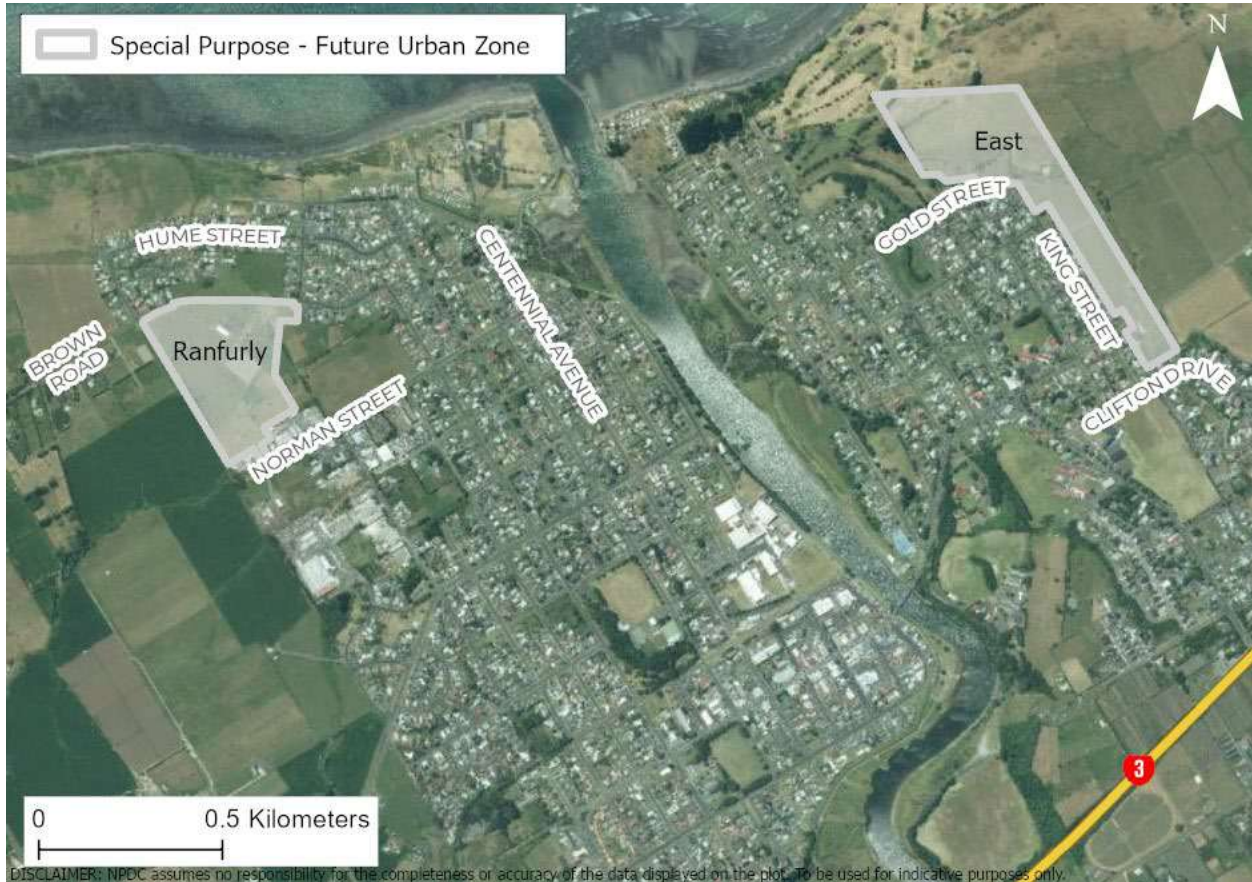 Special Purpose - Future Urban Zone
N
East
GOLD STREET
HUME STREET
KING STREET
CENTENNIAL AVENUE
Ranfurly
BROWN
ROAD
NORMAN STREET
CLIFTON DRIVE
3
0 0.5 Kilometers
DISCLAIMER: NPDC assumes no responsibility for the completeness or accuracy of the data displayed on the plot. To be used for indicative purposes only.